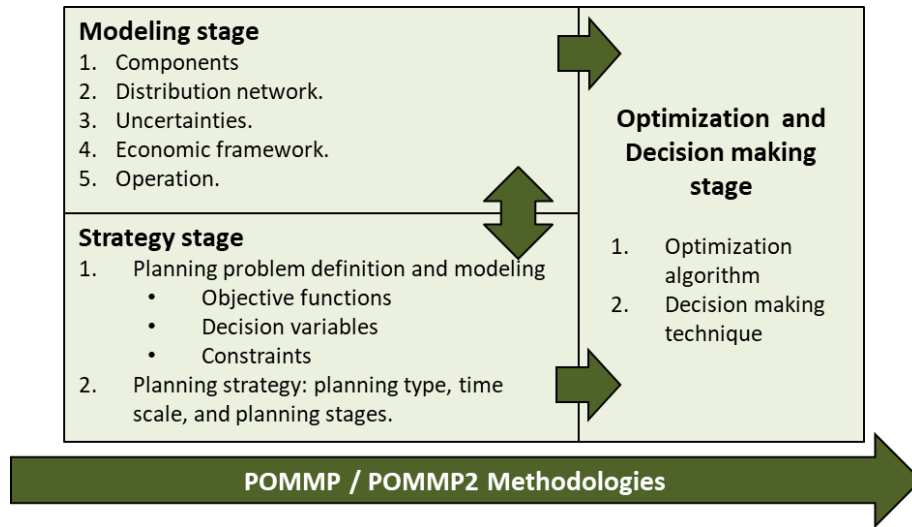 Modeling stage
1. Components
2. Distribution network.
3. Uncertainties.
4. Economic framework.
5. Operation.
Strategy stage
1. Planning problem definition and modeling
• Objective functions
• Decision variables
• Constraints
2. Planning strategy: planning type, time
scale, and planning stages.
Optimization and
Decision making
stage
1. Optimization
algorithm
2. Decision making
technique
POMMP / POMMP2 Methodologies